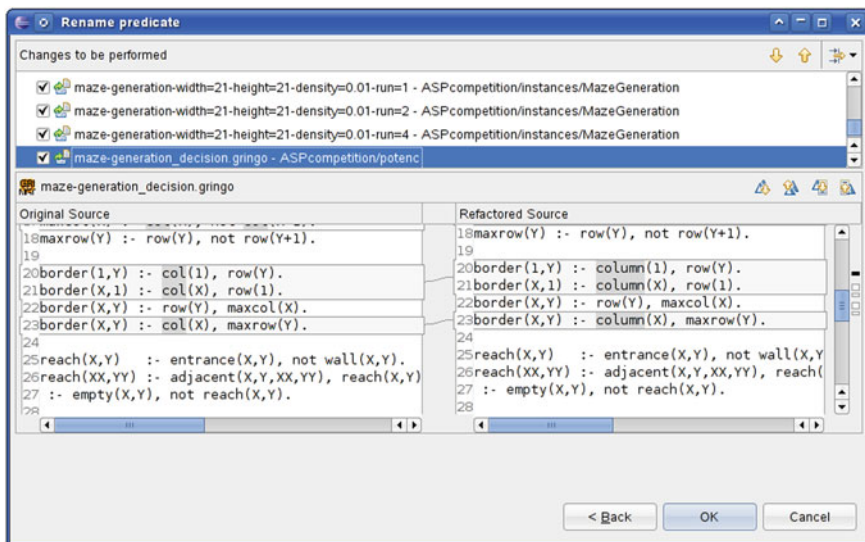 Rename predicate
Changes to be performed
maze-generation-width=21-height=21-density=0.01-run=1 - ASPcompetition/instances/MazeGeneration
maze-generation-width=21-height=21-density=0.01-run=2 - ASPcompetition/instances/MazeGeneration
maze-generation-width=21-height=21-density=0.01-run=4 - ASPcompetition/instances/MazeGeneration
maze-generation_decision.gringo - ASPcompetition/potenc
maze-generation_decision.gringo
Original Source
18maxrow(Y) :- row(Y), not row(Y+1).
19
20border(1,Y) :- col(1), row(Y).
21border(X,1) :- col(X), row(1).
22border(X,Y) :- row(Y), maxcol(X).
23border(X,Y) :- col(X), maxrow(Y).
24
25reach(X,Y)   :- entrance(X,Y), not wall(X,Y).
26reach(XX,YY) :- adjacent(X,Y,XX,YY), reach(X,Y)
27 :- empty(X,Y), not reach(X,Y).
28
Refactored Source
18maxrow(Y) :- row(Y), not row(Y+1).
19
20border(1,Y) :- column(1), row(Y).
21border(X,1) :- column(X), row(1).
22border(X,Y) :- row(Y), maxcol(X).
23border(X,Y) :- column(X), maxrow(Y).
24
25reach(X,Y)   :- entrance(X,Y), not wall(X,Y
26reach(XX,YY) :- adjacent(X,Y,XX,YY), reach(
27 :- empty(X,Y), not reach(X,Y).
28
< Back
OK
Cancel